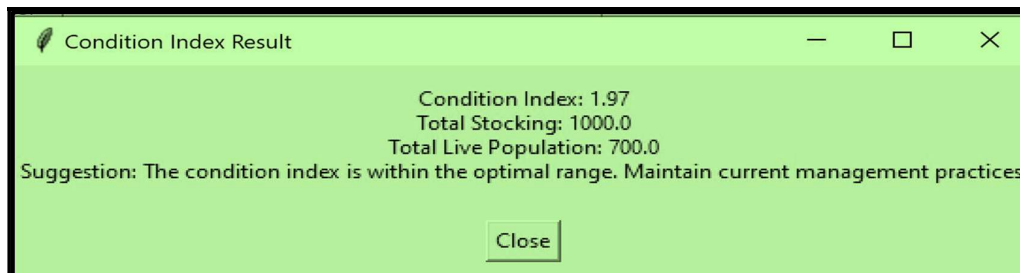 Condition Index Result
Condition Index: 1.97
Total Stocking: 1000.0
Total Live Population: 700.0
Suggestion: The condition index is within the optimal range. Maintain current management practices
Close